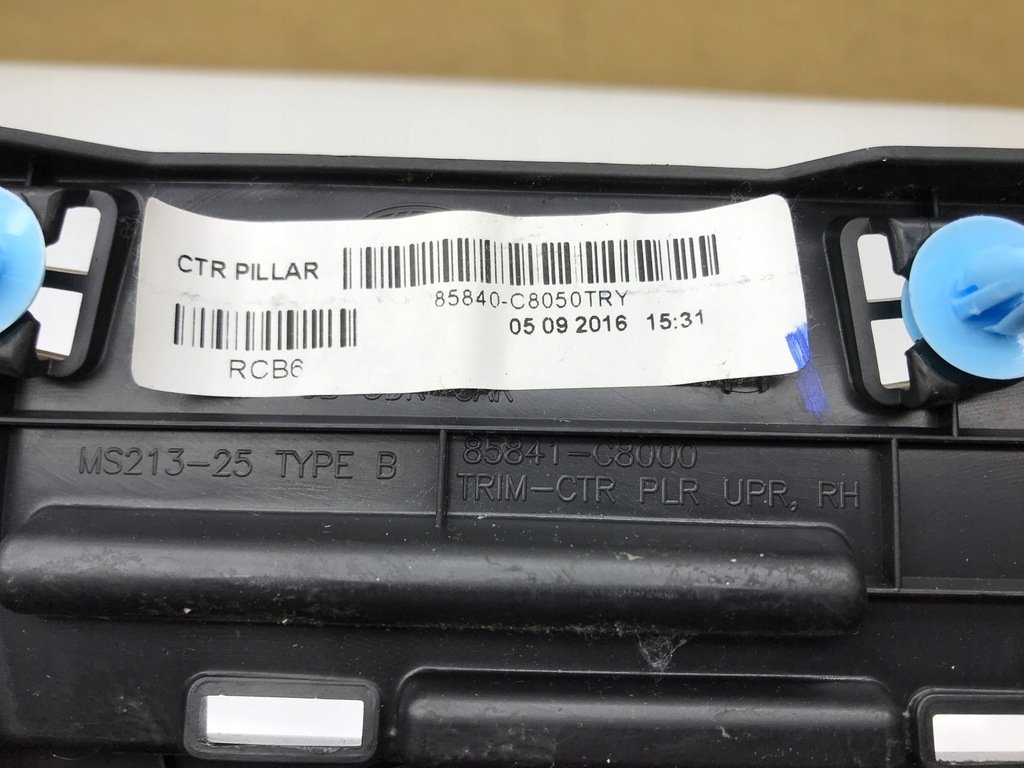 CTR PILLAR
85840-C8050TRY
05 09 2016 15:31
RCB6
MS213-25 TYPE B
85841-C8000
TRIM-CTR PLR UPR, RH